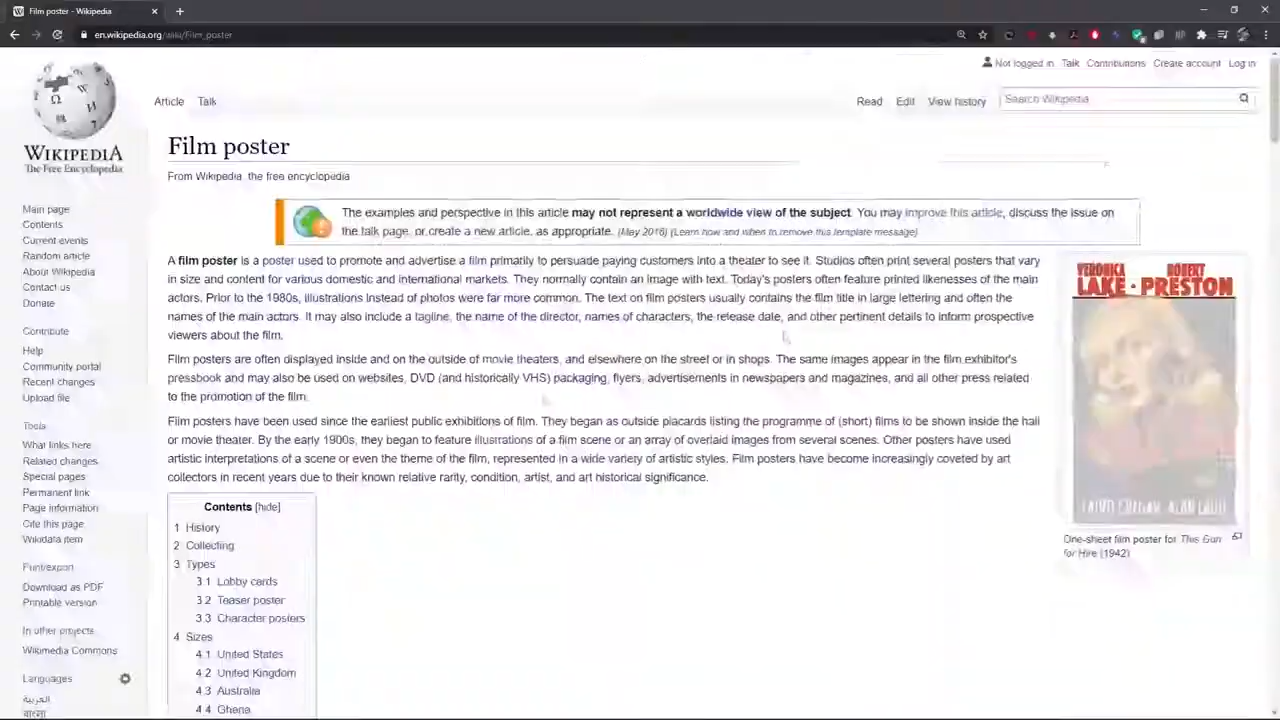 Film poster - Wikipedia
en.wikipedia.org/wiki/Film_poster
Not logged in Talk Contributions Create account Log in
Article Talk Read Edit View history Search Wikipedia
WIKIPEDIA
The Free Encyclopedia
Main page
Contents
Current events
Random article
About Wikipedia
Contact us
Donate
Contribute
Help
Community portal
Recent changes
Upload file
Tools
What links here
Related changes
Special pages
Permanent link
Page information
Cite this page
Wikidata item
Print/export
Download as PDF
Printable version
In other projects
Wikimedia Commons
Languages
العربية
বাংলা
Film poster
From Wikipedia, the free encyclopedia
The examples and perspective in this article may not represent a worldwide view of the subject. You may improve this article, discuss the issue on
the talk page, or create a new article, as appropriate. (May 2016) (Learn how and when to remove this template message)
A film poster is a poster used to promote and advertise a film primarily to persuade paying customers into a theater to see it. Studios often print several posters that vary
in size and content for various domestic and international markets. They normally contain an image with text. Today's posters often feature printed likenesses of the main
actors. Prior to the 1980s, illustrations instead of photos were far more common. The text on film posters usually contains the film title in large lettering and often the
names of the main actors. It may also include a tagline, the name of the director, names of characters, the release date, and other pertinent details to inform prospective
viewers about the film.
Film posters are often displayed inside and on the outside of movie theaters, and elsewhere on the street or in shops. The same images appear in the film exhibitor's
pressbook and may also be used on websites, DVD (and historically VHS) packaging, flyers, advertisements in newspapers and magazines, and all other press related
to the promotion of the film.
Film posters have been used since the earliest public exhibitions of film. They began as outside placards listing the programme of (short) films to be shown inside the hall
or movie theater. By the early 1900s, they began to feature illustrations of a film scene or an array of overlaid images from several scenes. Other posters have used
artistic interpretations of a scene or even the theme of the film, represented in a wide variety of artistic styles. Film posters have become increasingly coveted by art
collectors in recent years due to their known relative rarity, condition, artist, and art historical significance.
Contents [hide]
1 History
2 Collecting
3 Types
3.1 Lobby cards
3.2 Teaser poster
3.3 Character posters
4 Sizes
4.1 United States
4.2 United Kingdom
4.3 Australia
4.4 Ghana
VERONICA ROBERT
LAKE · PRESTON
LAIRD CREGAR · ALAN LADD
One-sheet film poster for This Gun
for Hire (1942)